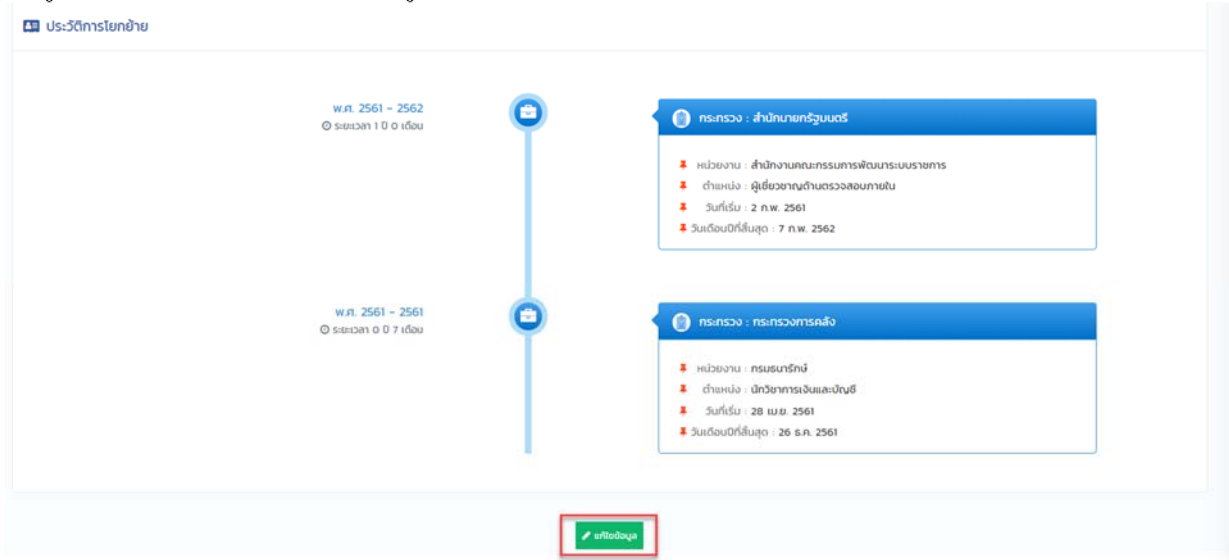 ประวัติการโยกย้าย
พ.ศ. 2561 - 2562
ระยะเวลา 1 ปี 0 เดือน
กระทรวง : สำนักนายกรัฐมนตรี
หน่วยงาน : สำนักงานคณะกรรมการพัฒนาระบบราชการ
ตำแหน่ง : ผู้เชี่ยวชาญด้านตรวจสอบภายใน
วันที่เริ่ม : 2 ก.พ. 2561
วันเดือนปีที่สิ้นสุด : 7 ก.พ. 2562
พ.ศ. 2561 - 2561
ระยะเวลา 0 ปี 7 เดือน
กระทรวง : กระทรวงการคลัง
หน่วยงาน : กรมธนารักษ์
ตำแหน่ง : นักวิชาการเงินและบัญชี
วันที่เริ่ม : 28 เม.ย. 2561
วันเดือนปีที่สิ้นสุด : 26 ธ.ค. 2561
แก้ไขข้อมูล